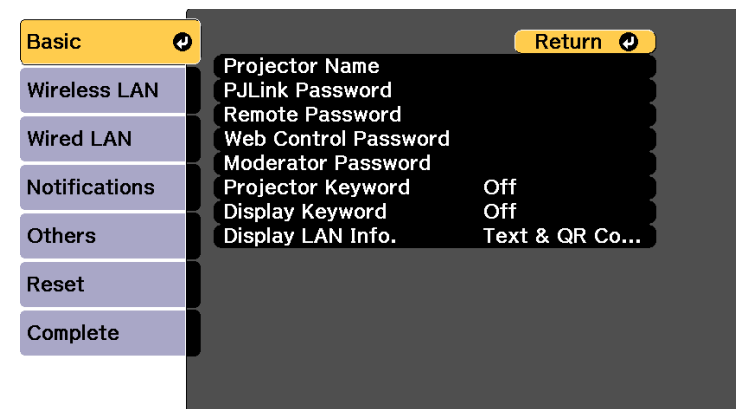 Basic
Wireless LAN
Wired LAN
Notifications
Others
Reset
Complete
Return
Projector Name
PJLink Password
Remote Password
Web Control Password
Moderator Password
Projector Keyword Off
Display Keyword Off
Display LAN Info. Text & QR Co...